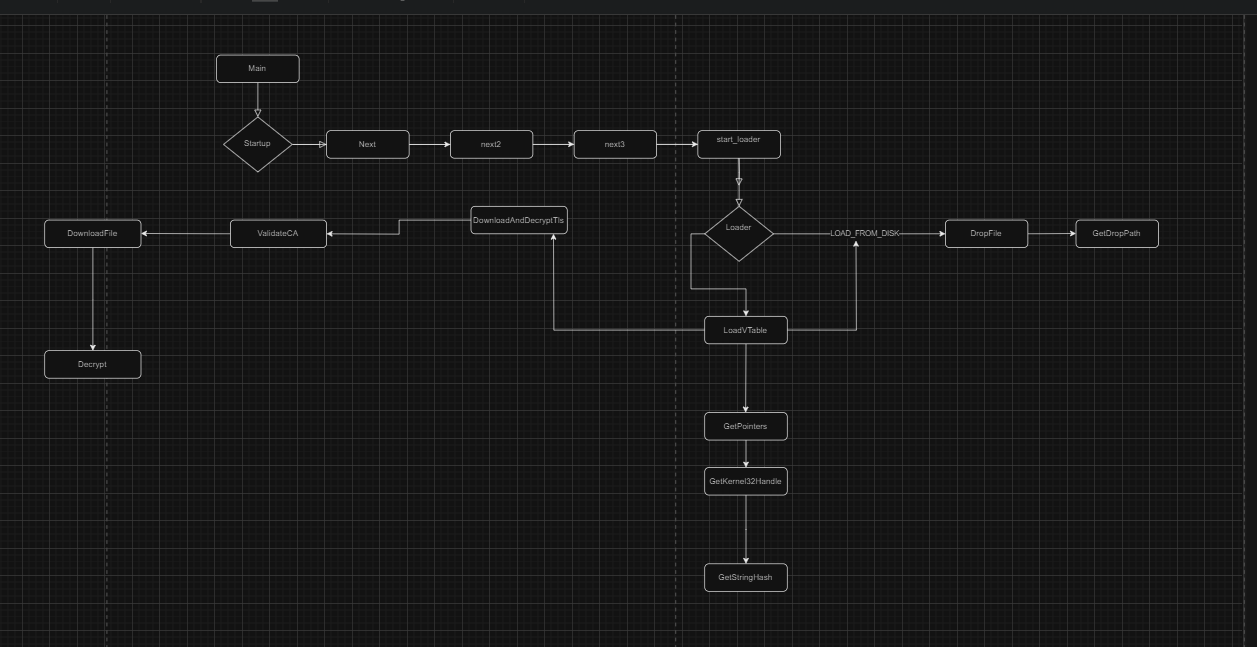 Main
Startup
Next
next2
next3
start_loader
DownloadFile
ValidateCA
DownloadAndDecryptTls
Loader
LOAD_FROM_DISK
DropFile
GetDropPath
LoadVTable
Decrypt
GetPointers
GetKernel32Handle
GetStringHash